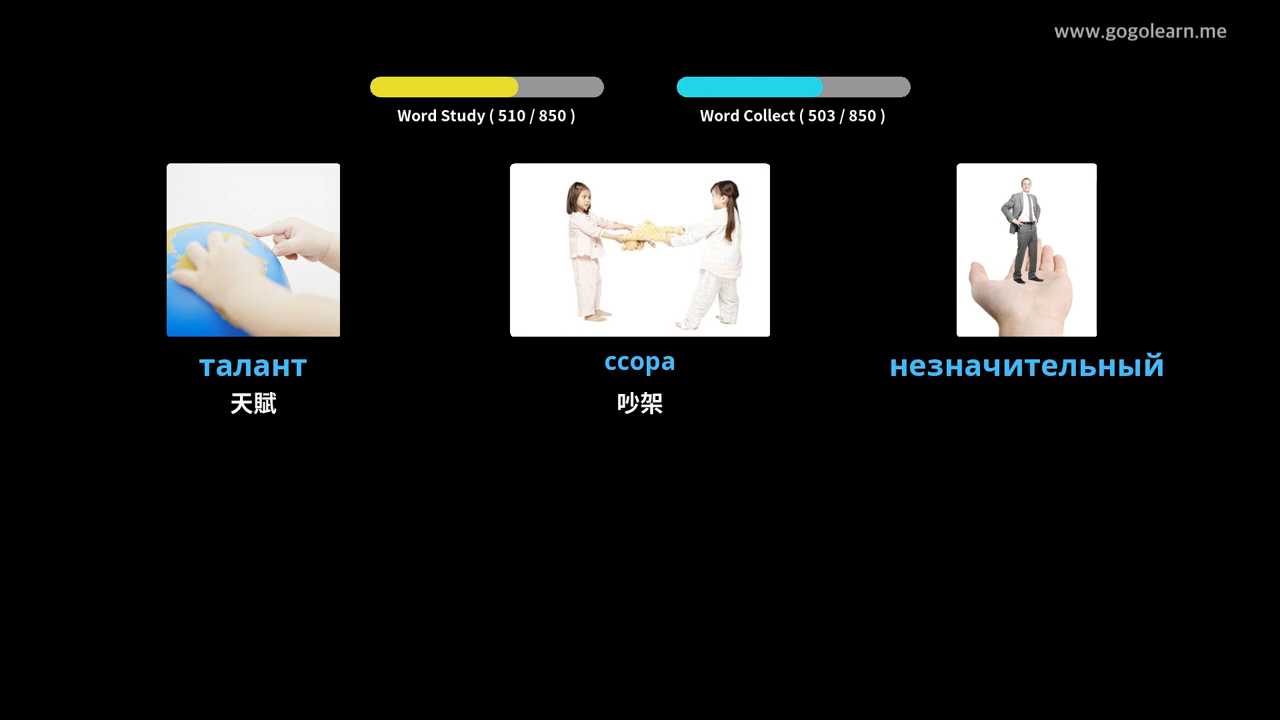 www.gogolearn.me
Word Study ( 510 / 850 )
Word Collect ( 503 / 850 )
талант
天賦
ссора
吵架
незначительный